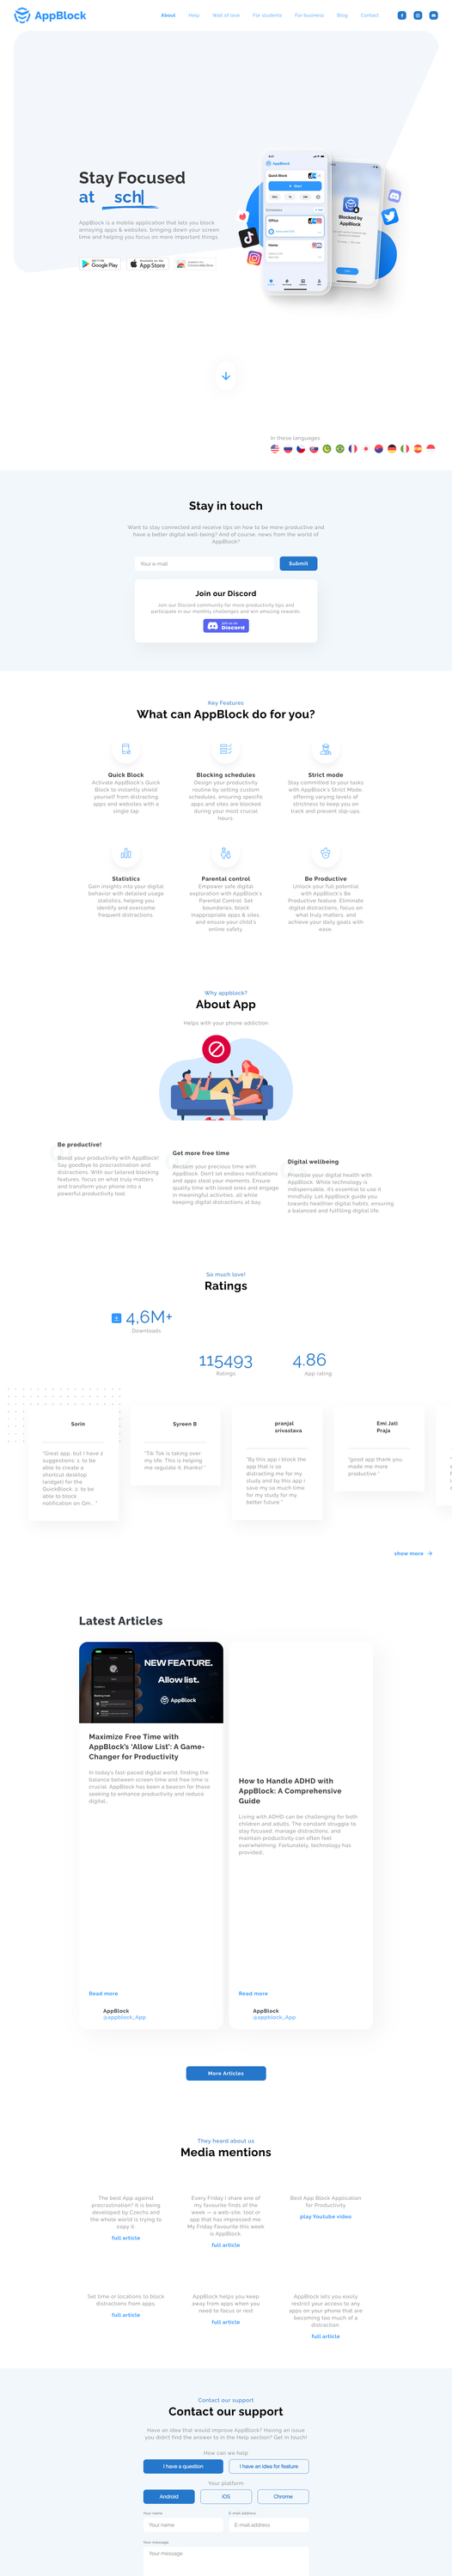 AppBlock
About Help Wall of love For students For business Blog Contact
Stay Focused
at sch
AppBlock is a mobile application that lets you block
annoying apps & websites, bringing down your screen
time and helping you focus on more important things.
Google Play
App Store
AppBlock
Quick Block
Office
Home
Blocked by
AppBlock
In these languages
Stay in touch
Want to stay connected and receive tips on how to be more productive and
have a better digital well-being? And of course, news from the world of
AppBlock?
Your e-mail
Submit
Join our Discord
Join our Discord community for more productivity tips and
participate in our monthly challenges and win amazing rewards.
Discord
Key Features
What can AppBlock do for you?
Quick Block
Activate AppBlock's Quick
Block to instantly shield
yourself from distracting
apps and websites with a
single tap
Blocking schedules
Design your productivity
routine by setting custom
schedules, ensuring specific
apps and sites are blocked
during your most crucial
hours.
Strict mode
Stay committed to your tasks
with AppBlock's Strict Mode,
offering varying levels of
strictness to keep you on
track and prevent slip-ups.
Statistics
Gain insights into your digital
behavior with detailed usage
statistics, helping you
identify and overcome
frequent distractions.
Parental control
Empower safe digital
exploration with AppBlock's
Parental Control. Set
boundaries, block
inappropriate apps & sites,
and ensure your child's
online safety.
Be Productive
Unlock your full potential
with AppBlock's Be
Productive feature. Eliminate
digital distractions, focus on
what truly matters, and
achieve your daily goals with
ease.
Why appblock?
About App
Helps with your phone addiction
Be productive!
Boost your productivity with AppBlock!
Say goodbye to procrastination and
distractions. With our tailored blocking
features, focus on what truly matters
and transform your phone into a
powerful productivity tool.
Get more free time
Reclaim your precious time with
AppBlock. Don't let endless notifications
and apps steal your moments. Ensure
quality time with loved ones and engage
in meaningful activities, all while
keeping digital distractions at bay.
Digital wellbeing
Prioritize your digital health with
AppBlock. While technology is
indispensable, it's essential to use it
mindfully. Let AppBlock guide you
towards healthier digital habits, ensuring
a balanced and fulfilling digital life.
So much love!
Ratings
4,6M+
Downloads
115493
Ratings
4.86
App rating
Sorin
"Great app, but I have 2
suggestions: 1. to be
able to create a
shortcut desktop
(widget) for the
QuickBlock. 2. to be
able to block
notification on Gm... "
Syreen B
"Tik Tok is taking over
my life. This is helping
me regulate it. thanks! "
pranjal
srivastava
"By this app i block the
app that is so
distracting me for my
study and by this app i
save my so much time
for my study for my
better future "
Emi Jati
Praja
"good app thank you,
made me more
productive "
show more
Latest Articles
NEW FEATURE.
Allow list.
AppBlock
Maximize Free Time with
AppBlock's 'Allow List': A Game-
Changer for Productivity
In today's fast-paced digital world, finding the
balance between screen time and free time is
crucial. AppBlock has been a beacon for those
seeking to enhance productivity and reduce
digital…
Read more
AppBlock
@appblock_App
How to Handle ADHD with
AppBlock: A Comprehensive
Guide
Living with ADHD can be challenging for both
children and adults. The constant struggle to
stay focused, manage distractions, and
maintain productivity can often feel
overwhelming. Fortunately, technology has
provided…
Read more
AppBlock
@appblock_App
More Articles
They heard about us
Media mentions
The best App against
procrastination? It is being
developed by Czechs and
the whole world is trying to
copy it.
full article
Every Friday I share one of
my favourite finds of the
week — a web-site, tool or
app that has impressed me.
My Friday Favourite this week
is AppBlock.
full article
Best App Block Application
for Productivity
play Youtube video
Set time or locations to block
distractions from apps.
full article
AppBlock helps you keep
away from apps when you
need to focus or rest
full article
AppBlock lets you easily
restrict your access to any
apps on your phone that are
becoming too much of a
distraction
full article
Contact our support
Contact our support
Have an idea that would improve AppBlock? Having an issue
you didn't find the answer to in the Help section? Get in touch!
How can we help
I have a question
I have an idea for feature
Your platform
Android
iOS
Chrome
Your name
E-mail address
Your name
E-mail address
Your message
Your message